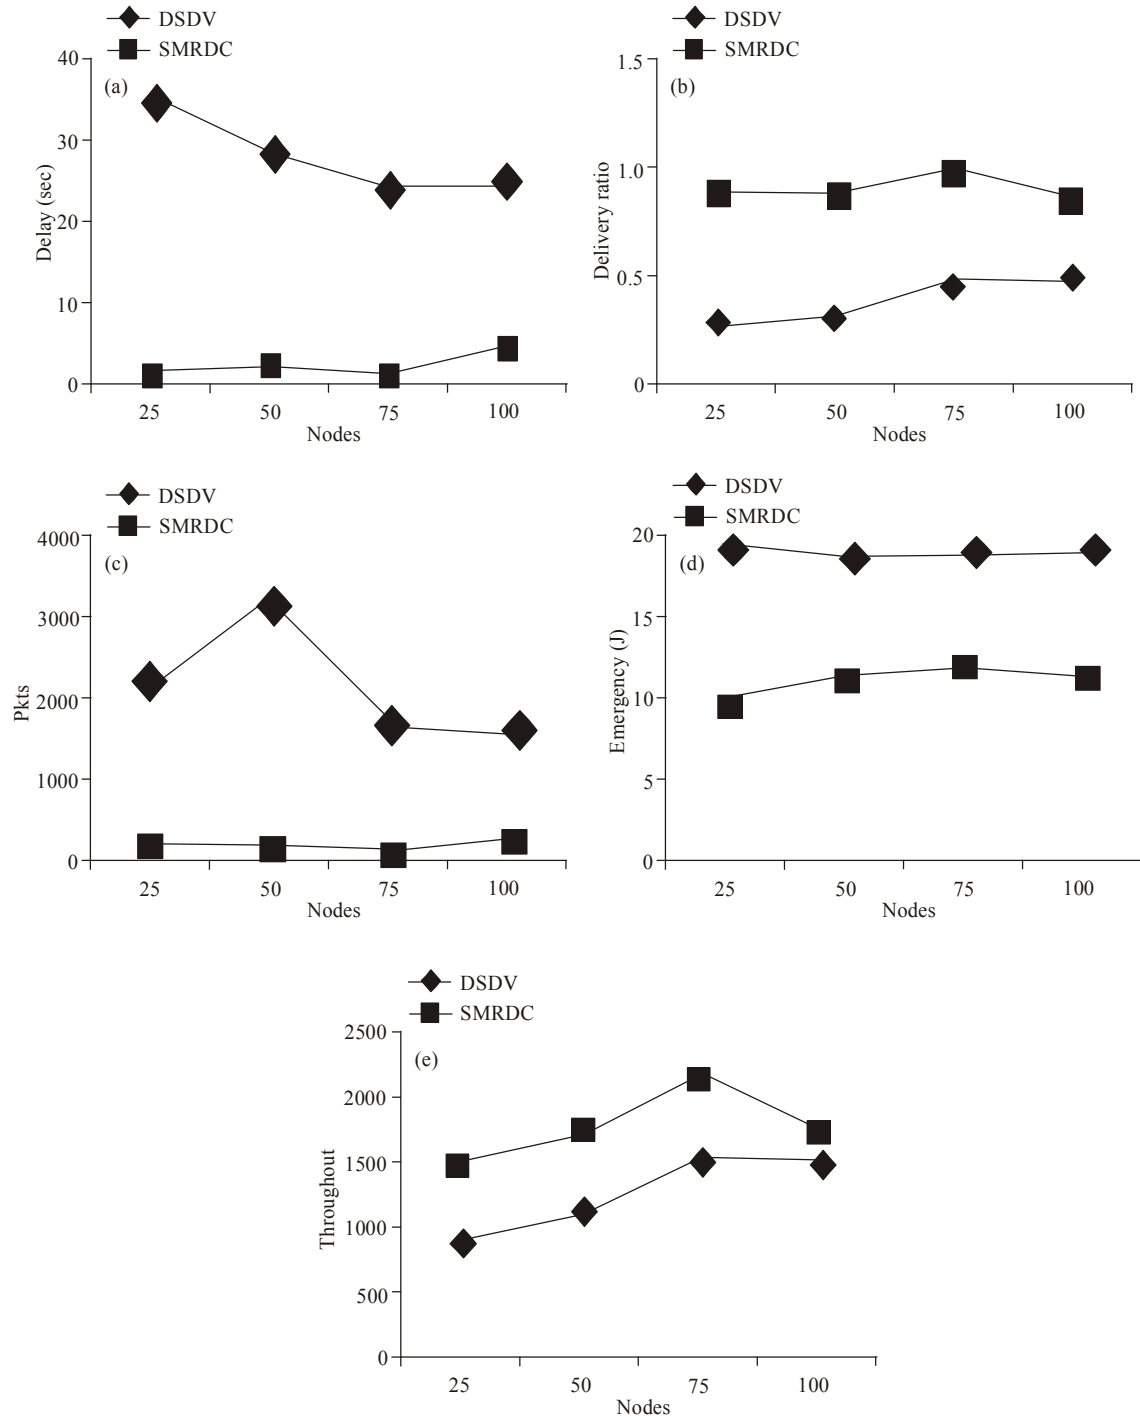 DSDV
SMRDC
(a)
40
30
20
10
0
Delay (sec)
25 50 75 100
Nodes
DSDV
SMRDC
(b)
1.5
1.0
0.5
0
Delivery ratio
25 50 75 100
Nodes
DSDV
SMRDC
(c)
4000
3000
2000
1000
0
Pkts
25 50 75 100
Nodes
DSDV
SMRDC
(d)
20
15
10
5
0
Emergency (J)
25 50 75 100
Nodes
DSDV
SMRDC
(e)
2500
2000
1500
1000
500
0
Throughout
25 50 75 100
Nodes